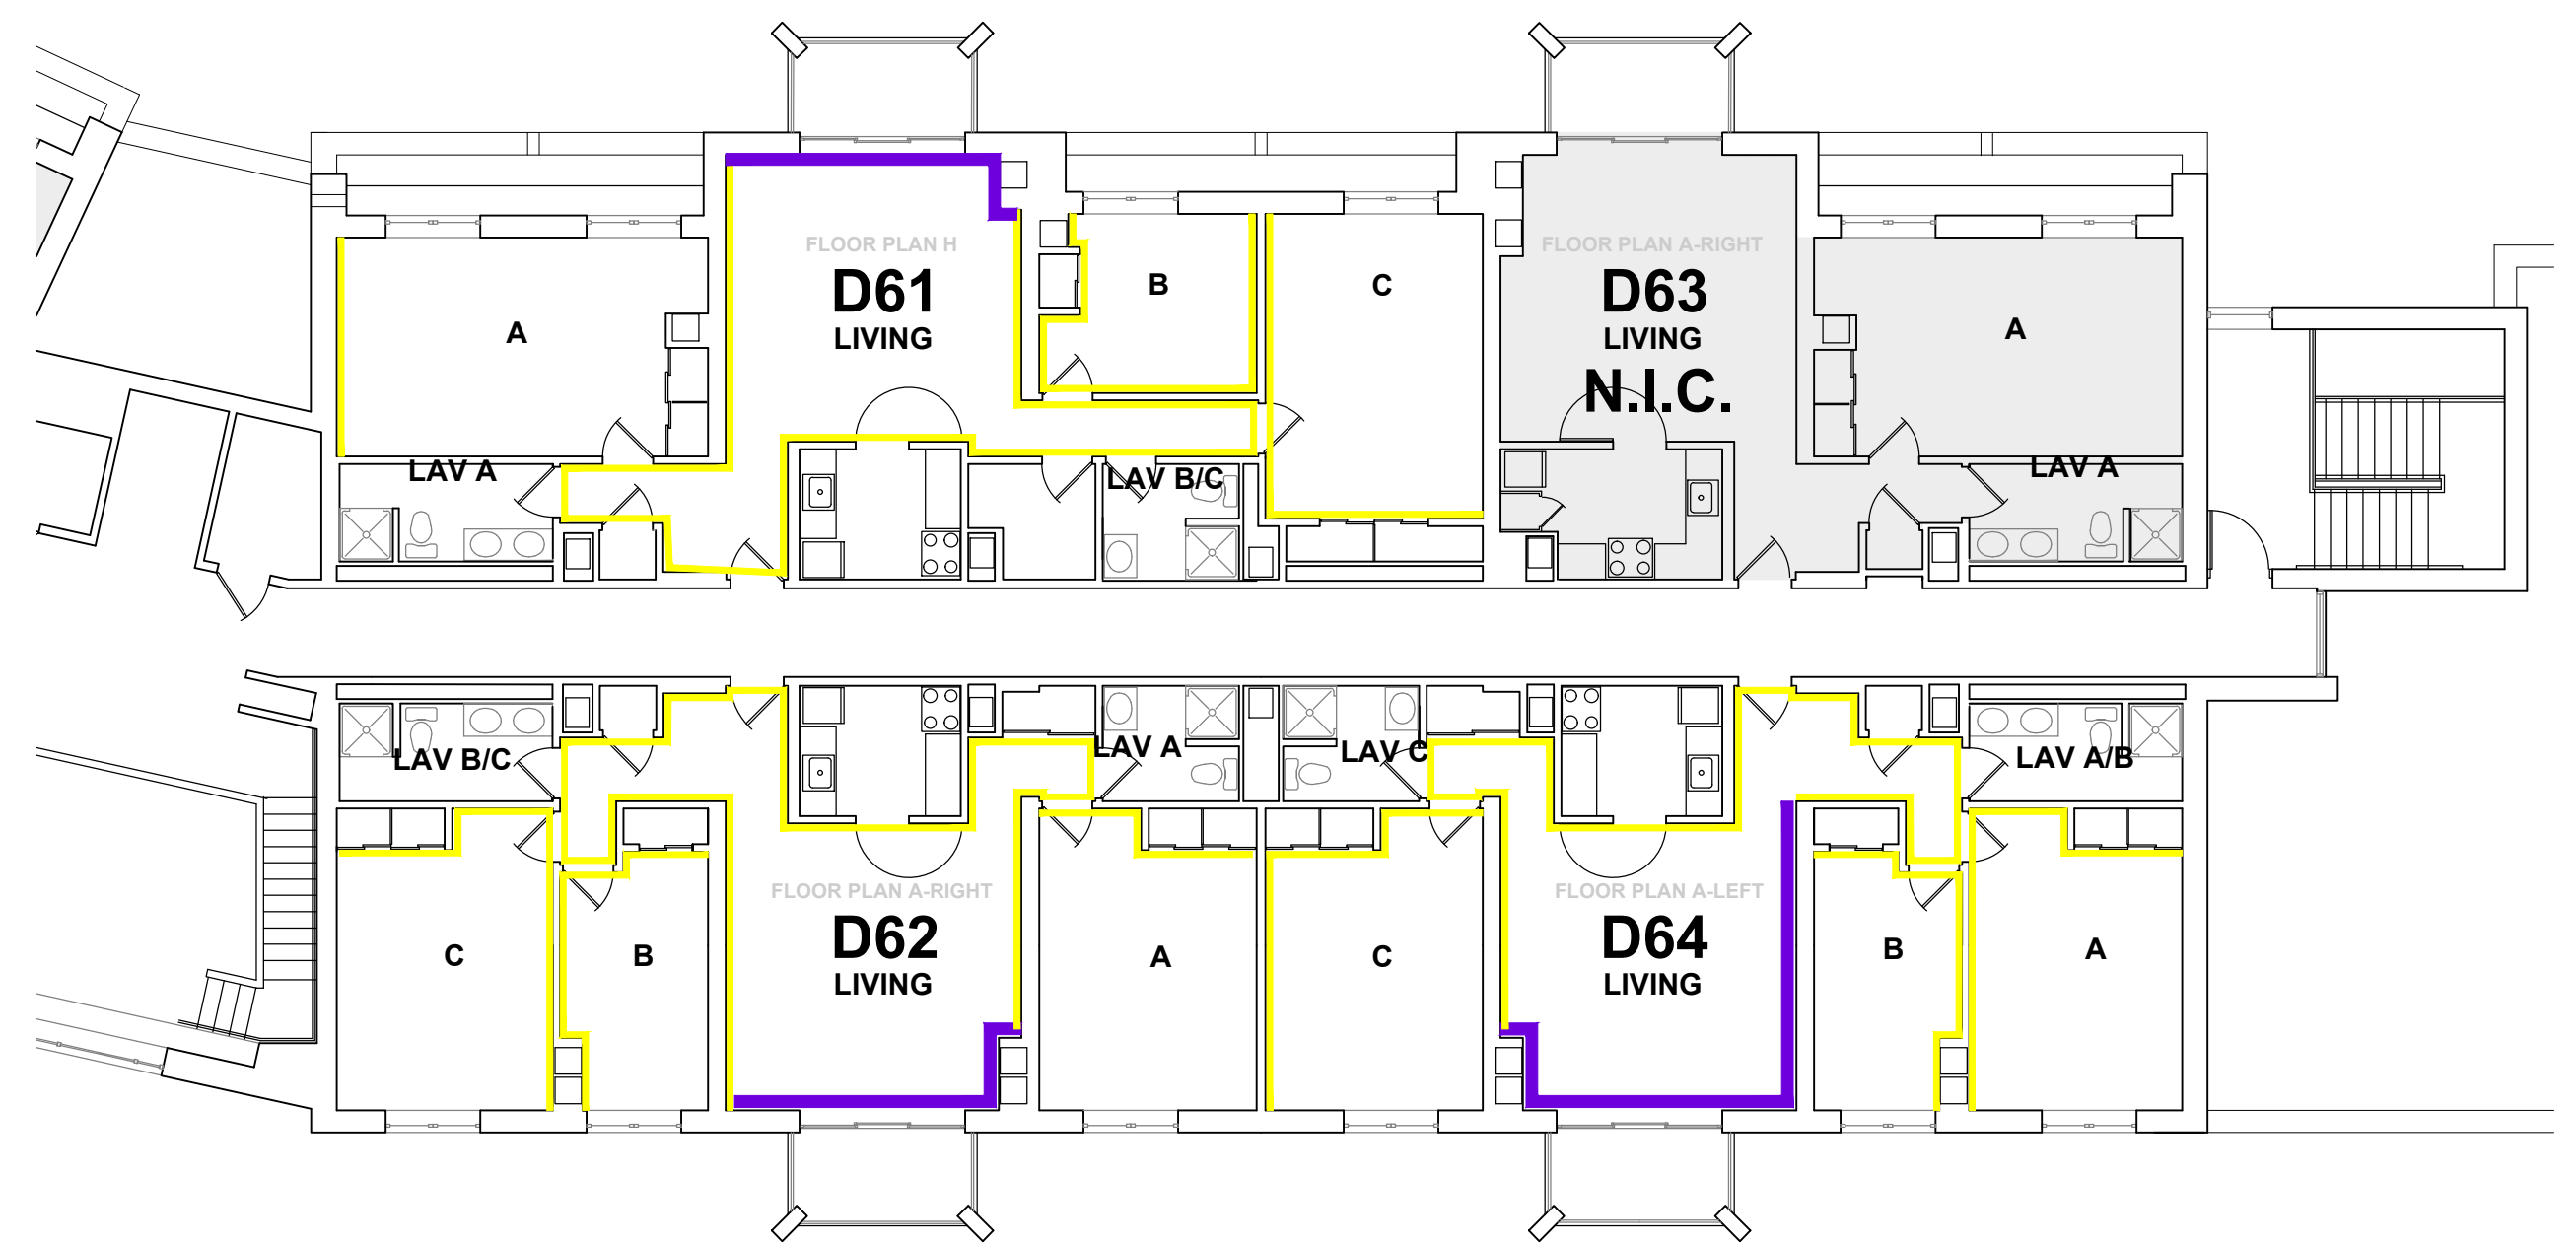 FLOOR PLAN H
D61
LIVING
A
B
C
LAV A
LAV B/C
FLOOR PLAN A-RIGHT
D63
LIVING
N.I.C.
A
LAV A
LAV B/C
LAV A
C
B
FLOOR PLAN A-RIGHT
D62
LIVING
A
LAV C
LAV A/B
C
FLOOR PLAN A-LEFT
D64
LIVING
B
A